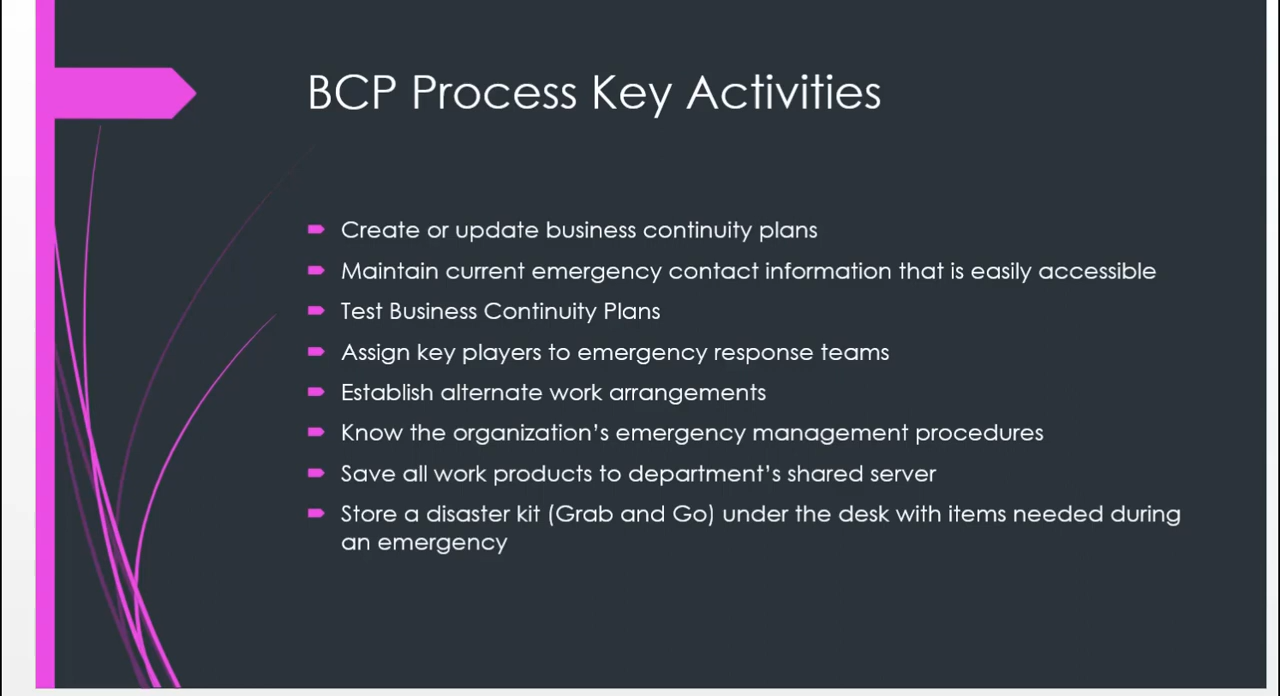 BCP Process Key Activities
Create or update business continuity plans
Maintain current emergency contact information that is easily accessible
Test Business Continuity Plans
Assign key players to emergency response teams
Establish alternate work arrangements
Know the organization’s emergency management procedures
Save all work products to department’s shared server
Store a disaster kit (Grab and Go) under the desk with items needed during
an emergency